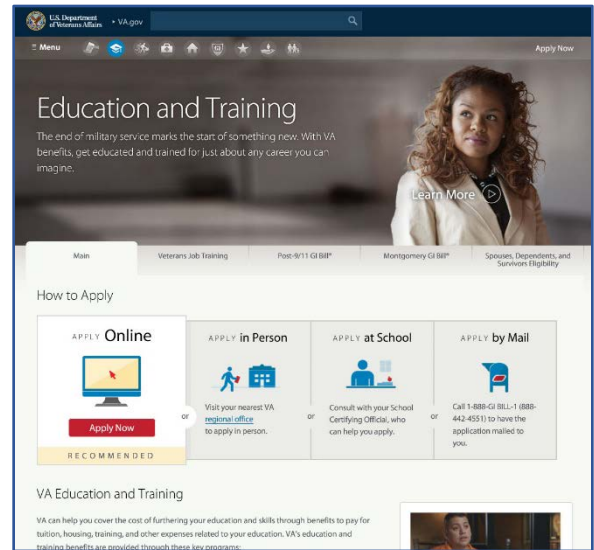 U.S. Department
of Veterans Affairs
• VA.gov
Menu
Apply Now
Education and Training
The end of military service marks the start of something new. With VA
benefits, get educated and trained for just about any career you can
imagine.
Learn More
Main
Veterans Job Training
Post-9/11 GI Bill®
Montgomery GI Bill®
Spouses, Dependents, and
Survivors Eligibility
How to Apply
APPLY Online
Apply Now
RECOMMENDED
or
APPLY in Person
Visit your nearest VA
regional office
to apply in person.
or
APPLY at School
Consult with your School
Certifying Official, who
can help you apply.
or
APPLY by Mail
Call 1-888-GI BILL-1 (888-
442-4551) to have the
application mailed to
you.
VA Education and Training
VA can help you cover the cost of furthering your education and skills through benefits to pay for
tuition, housing, training, and other expenses related to your education. VA's education and
training benefits are provided through these key programs: